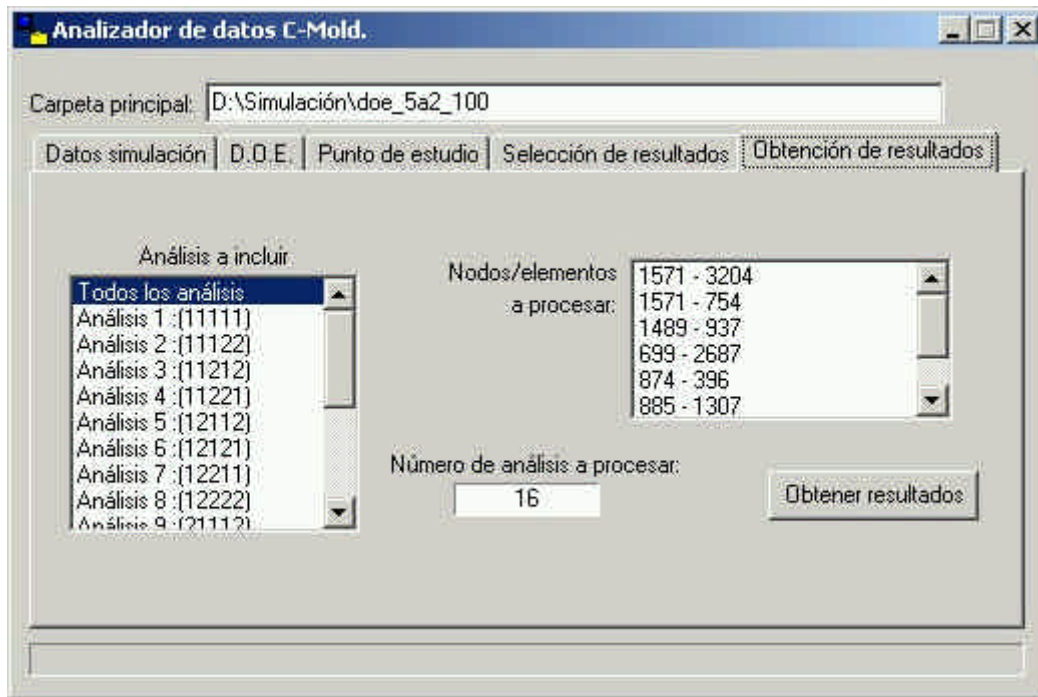 Analizador de datos C-Mold.
Carpeta principal: D:\Simulación\doe_5a2_100
Datos simulación D.O.E. Punto de estudio Selección de resultados Obtención de resultados
Análisis a incluir
Todos los análisis
Análisis 1 :(11111)
Análisis 2 :(11122)
Análisis 3 :(11212)
Análisis 4 :(11221)
Análisis 5 :(12112)
Análisis 6 :(12121)
Análisis 7 :(12211)
Análisis 8 :(12222)
Análisis 9 :(21112)
Nodos/elementos
a procesar:
1571 - 3204
1571 - 754
1489 - 937
699 - 2687
874 - 396
885 - 1307
Número de análisis a procesar:
16
Obtener resultados